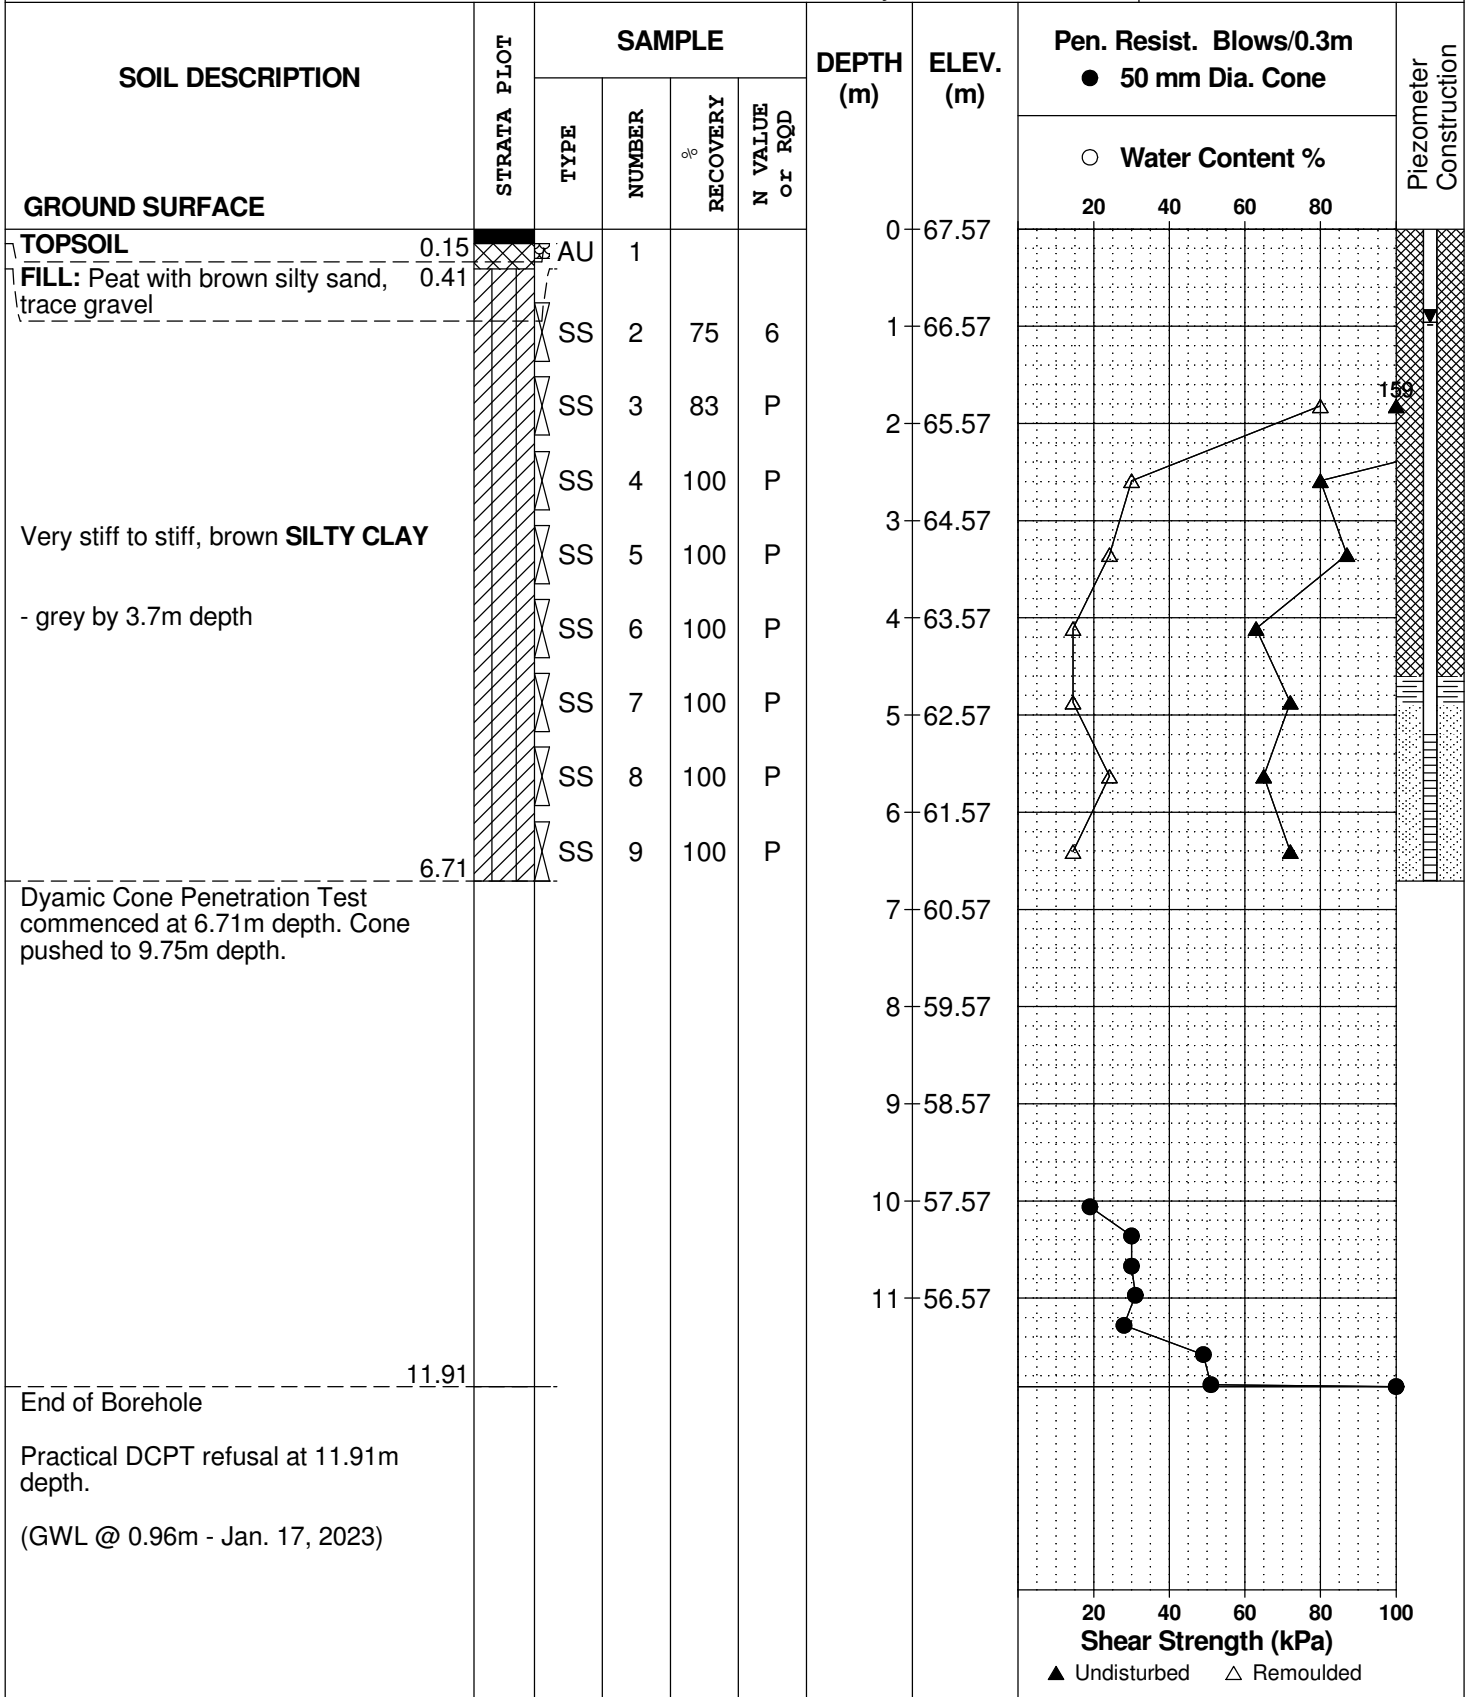 SOIL DESCRIPTION
GROUND SURFACE
STRATA PLOT
SAMPLE
TYPE
NUMBER
%
RECOVERY
N VALUE
or RQD
DEPTH
(m)
ELEV.
(m)
Pen. Resist. Blows/0.3m
● 50 mm Dia. Cone
○ Water Content %
20 40 60 80
Piezometer
Construction
0 67.57
TOPSOIL 0.15
AU 1
FILL: Peat with brown silty sand, 0.41
trace gravel
SS 2 75 6
1 66.57
159
SS 3 83 P
2 65.57
SS 4 100 P
3 64.57
Very stiff to stiff, brown SILTY CLAY
SS 5 100 P
- grey by 3.7m depth
4 63.57
SS 6 100 P
SS 7 100 P
5 62.57
SS 8 100 P
6 61.57
SS 9 100 P
6.71
Dyamic Cone Penetration Test
commenced at 6.71m depth. Cone
pushed to 9.75m depth.
7 60.57
8 59.57
9 58.57
10 57.57
11 56.57
11.91
End of Borehole
Practical DCPT refusal at 11.91m
depth.
(GWL @ 0.96m - Jan. 17, 2023)
20 40 60 80 100
Shear Strength (kPa)
▲ Undisturbed △ Remoulded